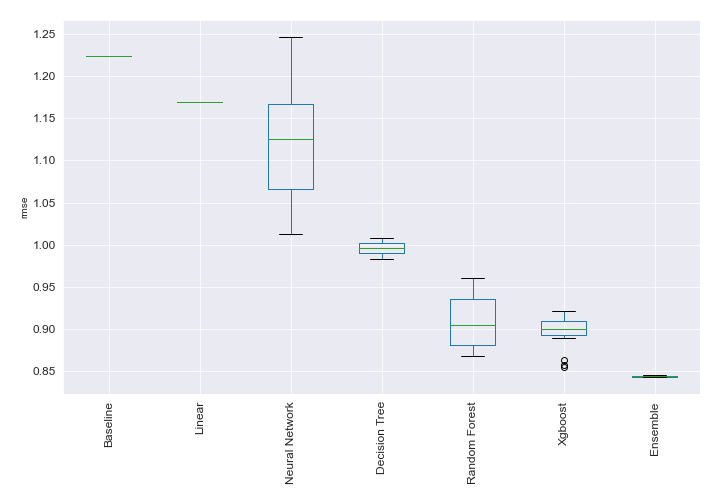 1.25
1.20
1.15
1.10
1.05
1.00
0.95
0.90
0.85
rmse
Baseline
Linear
Neural Network
Decision Tree
Random Forest
Xgboost
Ensemble